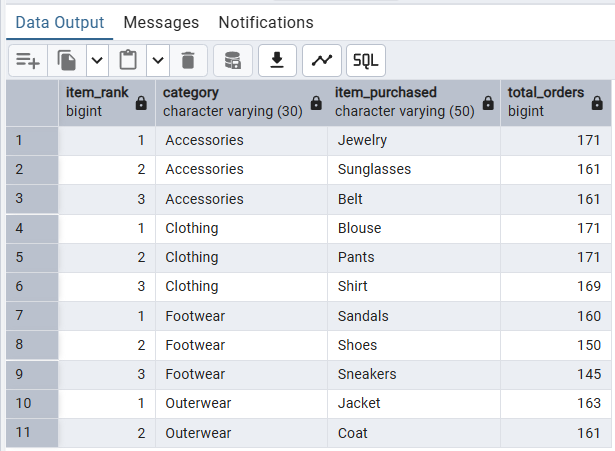 Data Output Messages Notifications
SQL
item_rank category item_purchased total_orders
bigint character varying (30) character varying (50) bigint
1 1 Accessories Jewelry 171
2 2 Accessories Sunglasses 161
3 3 Accessories Belt 161
4 1 Clothing Blouse 171
5 2 Clothing Pants 171
6 3 Clothing Shirt 169
7 1 Footwear Sandals 160
8 2 Footwear Shoes 150
9 3 Footwear Sneakers 145
10 1 Outerwear Jacket 163
11 2 Outerwear Coat 161